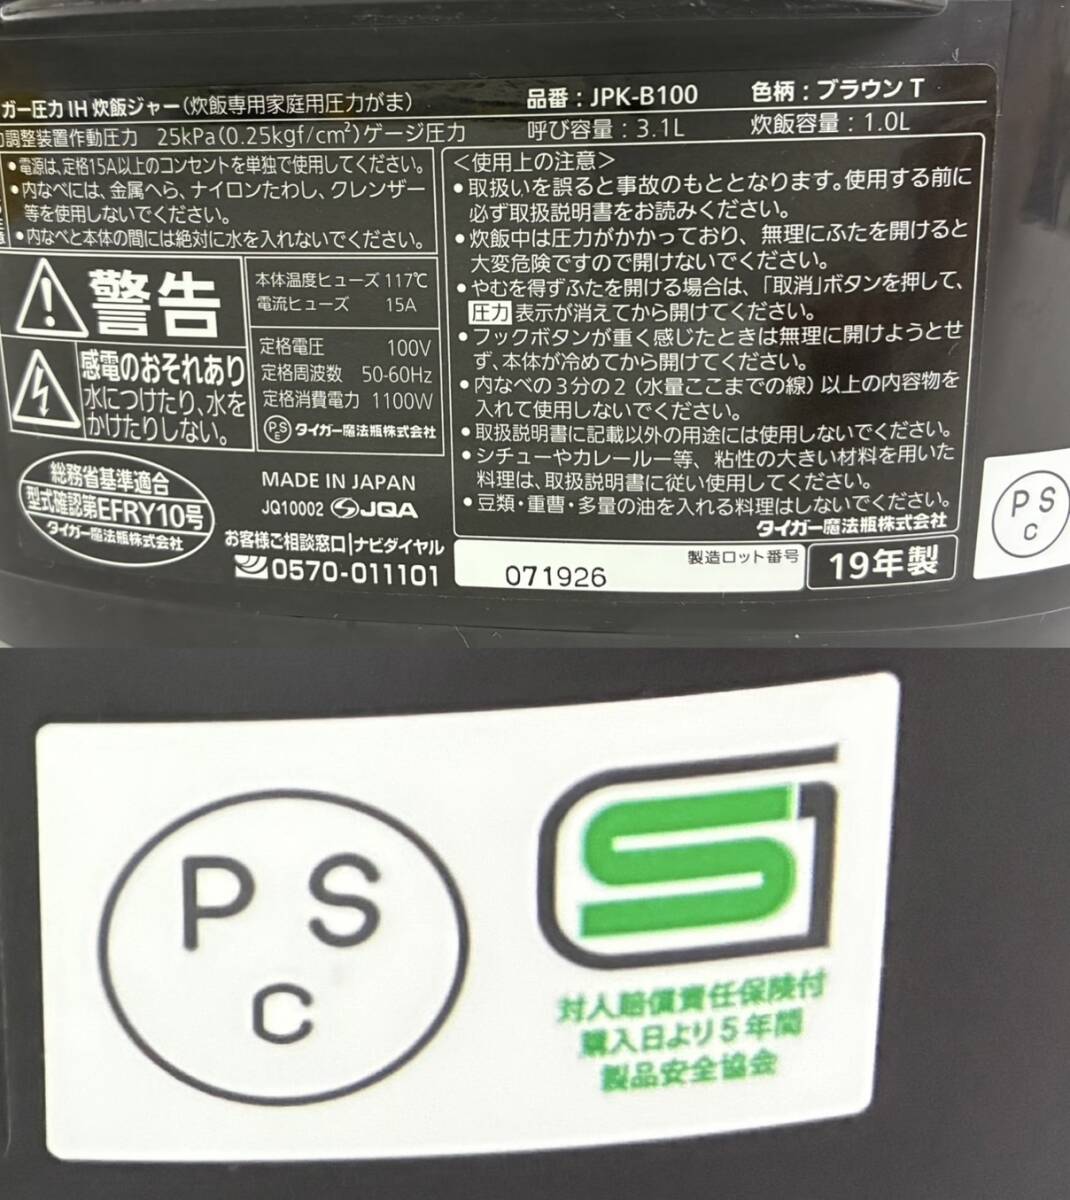 ガー圧力IH炊飯ジャー(炊飯専用家庭用圧力がま)
品番:JPK-B100
色柄:ブラウンT
調整装置作動圧力 25kPa(0.25kgf/cm²)ゲージ圧力
呼び容量:3.1L
炊飯容量:1.0L
•電源は、定格15A以上のコンセントを単独で使用してください。
•内なべには、金属へら、ナイロンたわし、クレンザー
等を使用しないでください。
•内なべと本体の間には絶対に水を入れないでください。
警告
感電のおそれあり
水につけたり、水を
かけたりしない。
本体温度ヒューズ 117℃
電流ヒューズ 15A
定格電圧 100V
定格周波数 50-60Hz
定格消費電力 1100W
PSE タイガー魔法瓶株式会社
総務省基準適合
型式確認第EFRY10号
タイガー魔法瓶株式会社
MADE IN JAPAN
JQ10002 JQA
お客様ご相談窓口|ナビダイヤル
0570-011101
<使用上の注意>
•取扱いを誤ると事故のもととなります。使用する前に
必ず取扱説明書をお読みください。
•炊飯中は圧力がかかっており、無理にふたを開けると
大変危険ですので開けないでください。
•やむを得ずふたを開ける場合は、「取消」ボタンを押して、
圧力 表示が消えてから開けてください。
•フックボタンが重く感じたときは無理に開けようとせ
ず、本体が冷めてから開けてください。
•内なべの3分の2(水量ここまでの線)以上の内容物を
入れて使用しないでください。
•取扱説明書に記載以外の用途には使用しないでください。
•シチューやカレールー等、粘性の大きい材料を用いた
料理は、取扱説明書に従い使用してください。
•豆類・重曹・多量の油を入れる料理はしないでください。
タイガー魔法瓶株式会社
製造ロット番号
071926
19年製
PS
C
PS
C
対人賠償責任保険付
購入日より5年間
製品安全協会